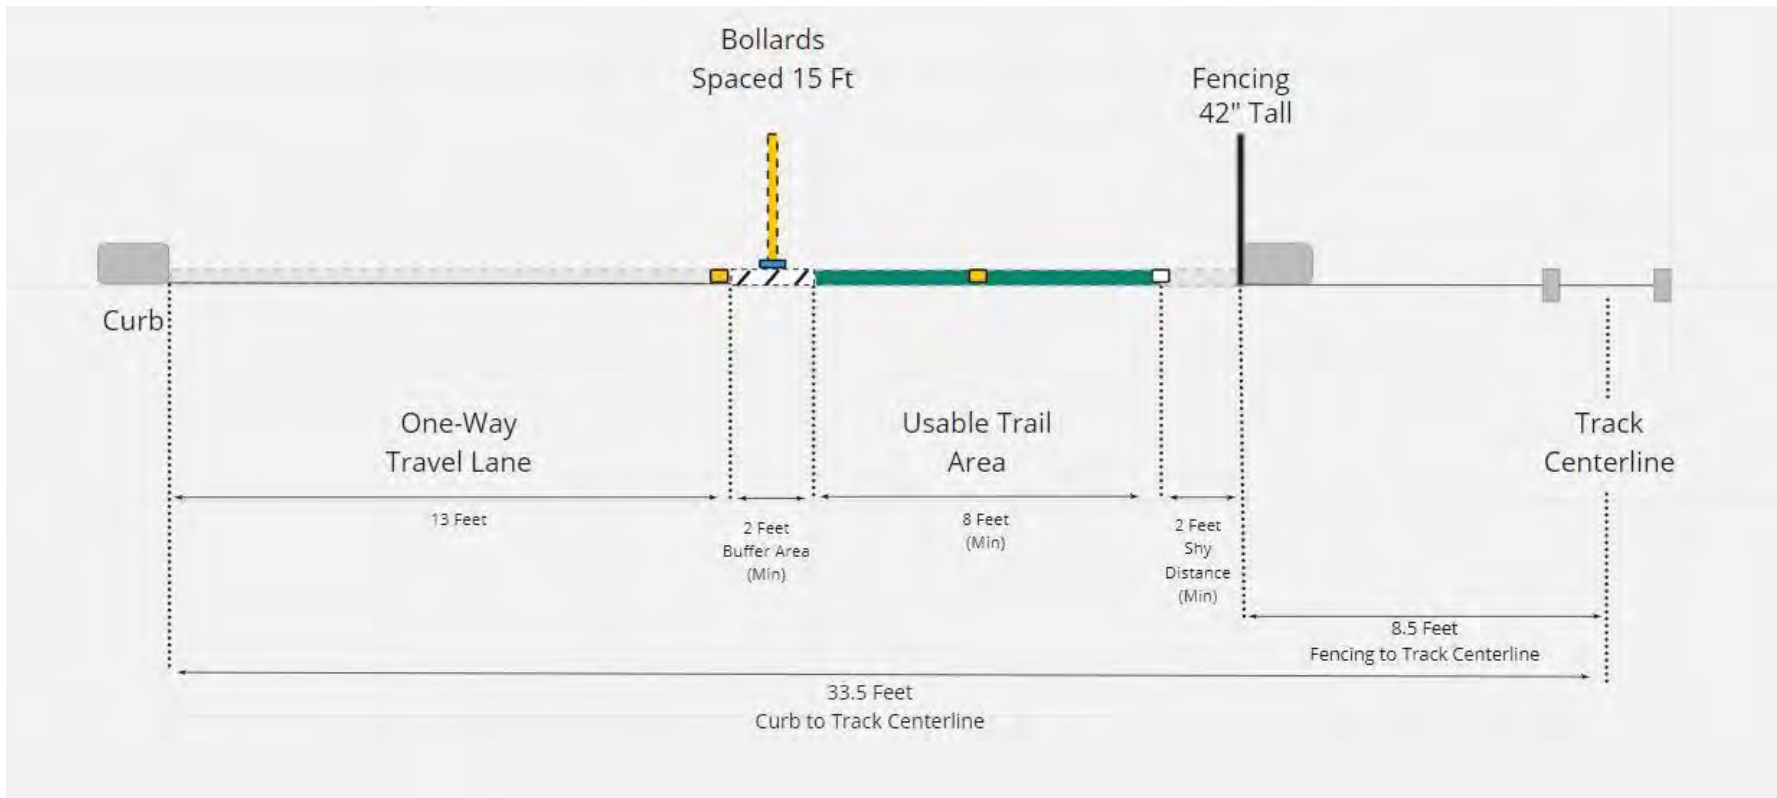 Bollards
Spaced 15 Ft
Fencing
42" Tall
Curb
One-Way
Travel Lane
Usable Trail
Area
Track
Centerline
13 Feet
2 Feet
Buffer Area
(Min)
8 Feet
(Min)
2 Feet
Shy
Distance
(Min)
8.5 Feet
Fencing to Track Centerline
33.5 Feet
Curb to Track Centerline